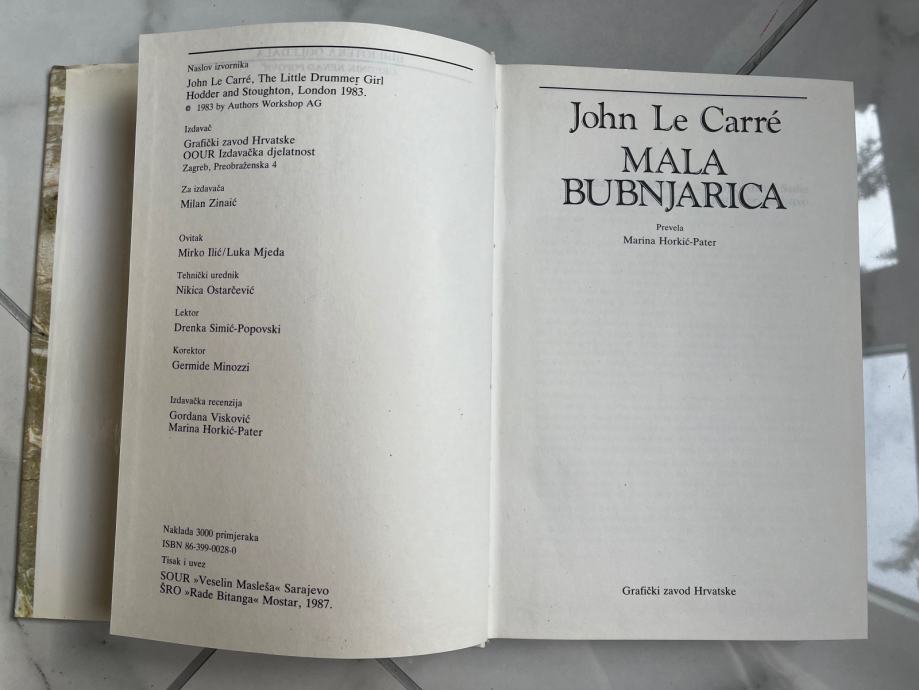 Naslov izvornika
John Le Carré, The Little Drummer Girl
Hodder and Stoughton, London 1983.
© 1983 by Authors Workshop AG
Izdavač
Grafički zavod Hrvatske
OOUR Izdavačka djelatnost
Zagreb, Preobraženska 4
Za izdavača
Milan Zinaić
Ovitak
Mirko Ilić/Luka Mjeda
Tehnički urednik
Nikica Ostarčević
Lektor
Drenka Simić-Popovski
Korektor
Germide Minozzi
Izdavačka recenzija
Gordana Visković
Marina Horkić-Pater
Naklada 3000 primjeraka
ISBN 86-399-0028-0
Tisak i uvez
SOUR »Veselin Masleša« Sarajevo
ŠRO »Rade Bitanga« Mostar, 1987.
John Le Carré
MALA
BUBNJARICA
Prevela
Marina Horkić-Pater
Grafički zavod Hrvatske